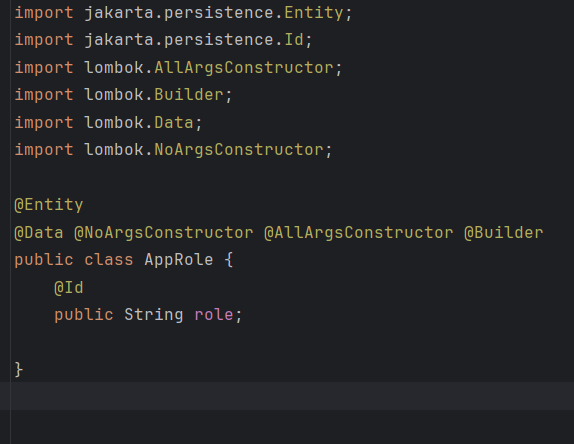 import jakarta.persistence.Entity;
import jakarta.persistence.Id;
import lombok.AllArgsConstructor;
import lombok.Builder;
import lombok.Data;
import lombok.NoArgsConstructor;
@Entity
@Data @NoArgsConstructor @AllArgsConstructor @Builder
public class AppRole {
@Id
public String role;
}